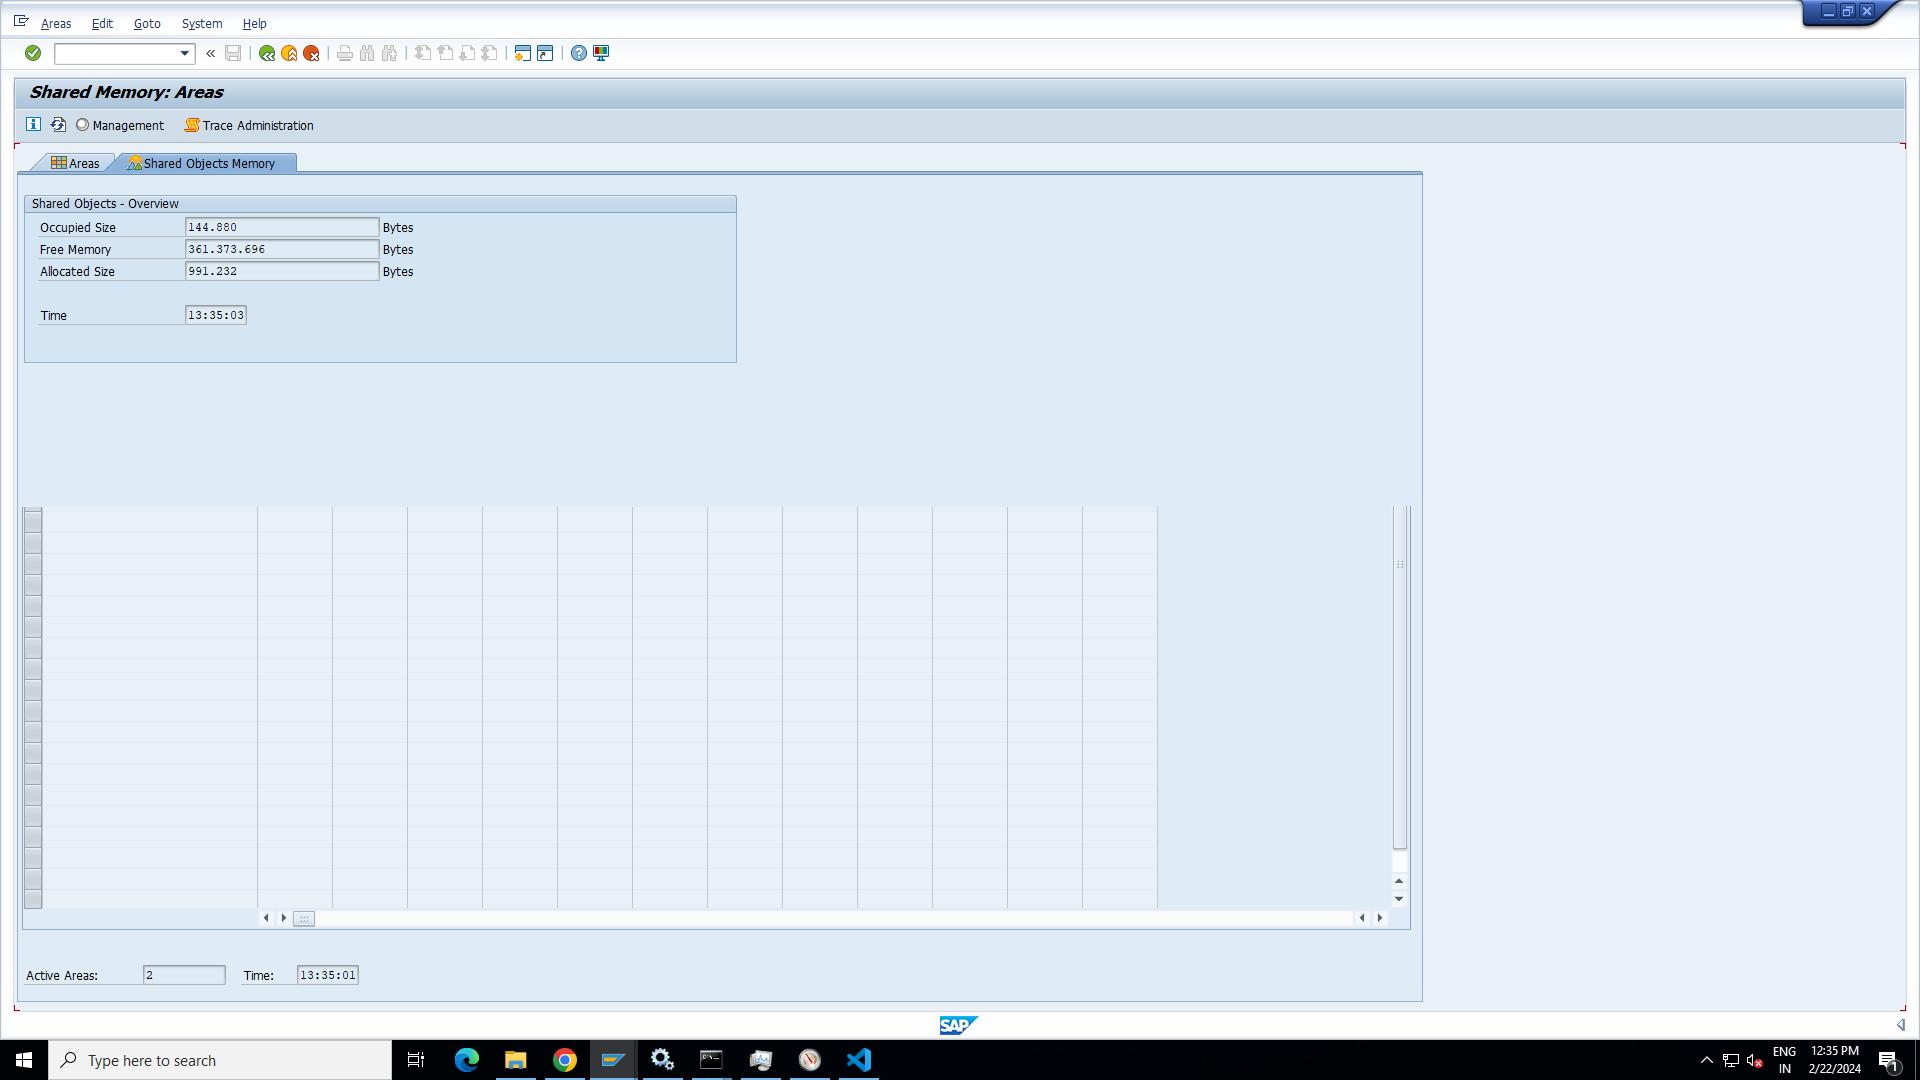 Areas Edit Goto System Help
Shared Memory: Areas
Management Trace Administration
Areas Shared Objects Memory
Shared Objects - Overview
Occupied Size 144.880 Bytes
Free Memory 361.373.696 Bytes
Allocated Size 991.232 Bytes
Time 13:35:03
Active Areas: 2 Time: 13:35:01
SAP
Type here to search
ENG
IN
12:35 PM
2/22/2024
1